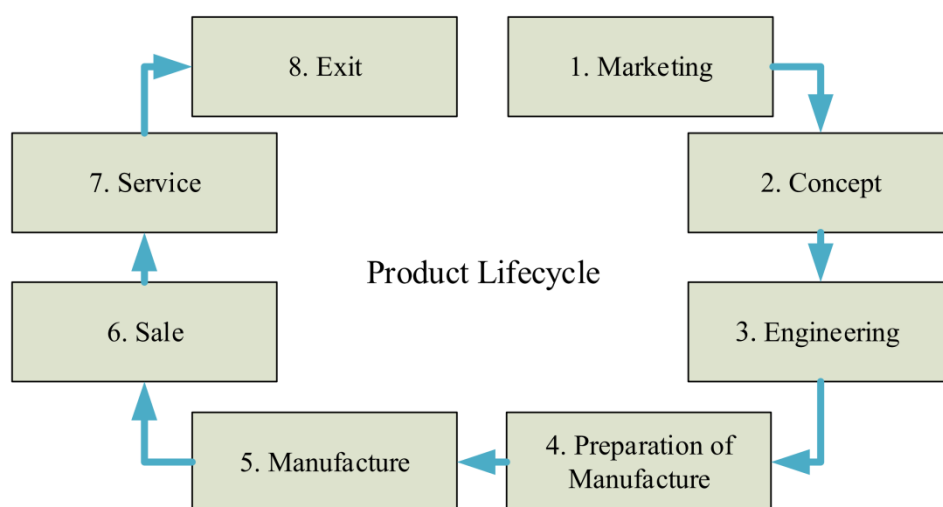 8. Exit
1. Marketing
7. Service
2. Concept
Product Lifecycle
6. Sale
3. Engineering
5. Manufacture
4. Preparation of
Manufacture